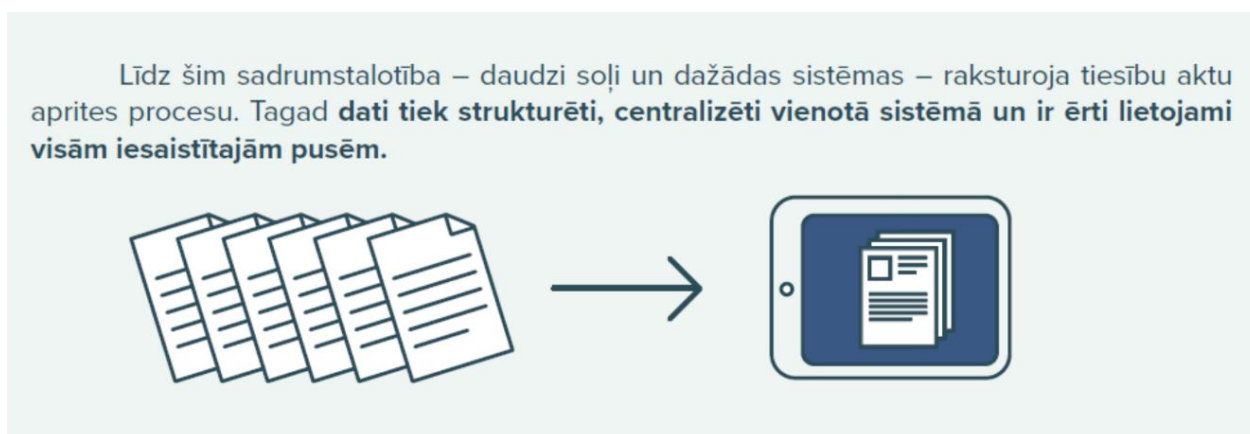 Līdz šim sadrumstalotība – daudzi soļi un dažādas sistēmas – raksturoja tiesību aktu
aprites procesu. Tagad dati tiek strukturēti, centralizēti vienotā sistēmā un ir ērti lietojami
visām iesaistītajām pusēm.